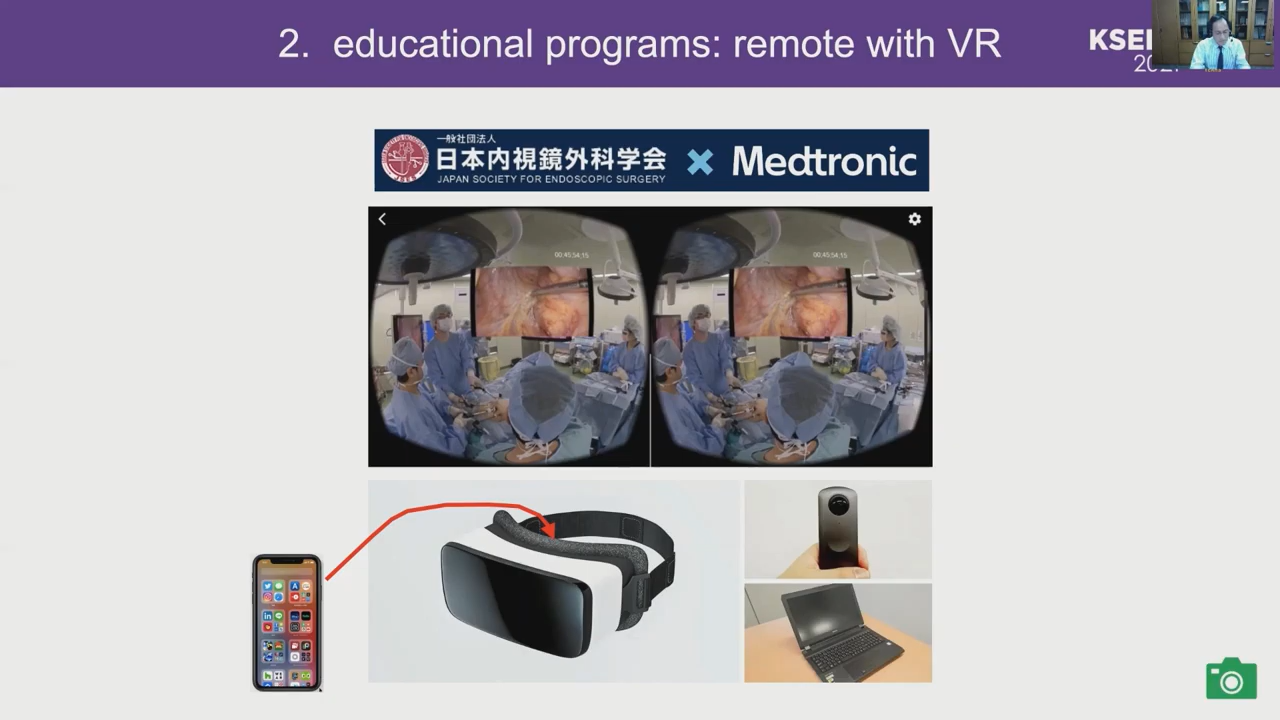 2. educational programs: remote with VR
KSE
一般社団法人
日本内視鏡外科学会
JAPAN SOCIETY FOR ENDOSCOPIC SURGERY
JSES
×
Medtronic
00:45:54;15
00:45:54;15